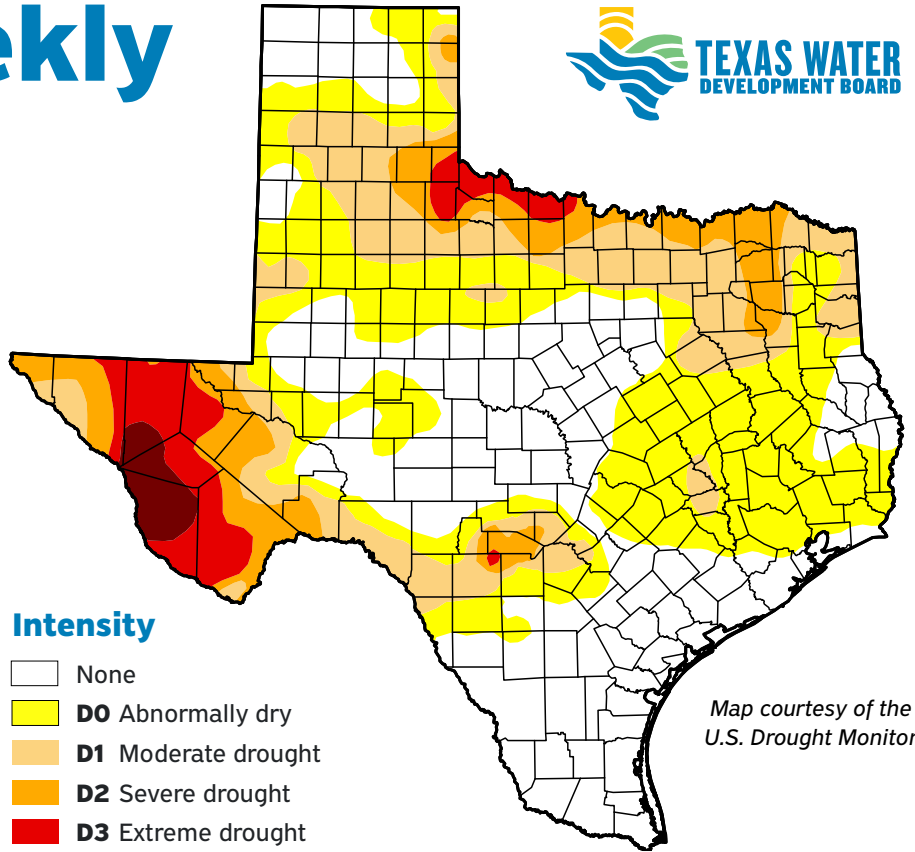 ekly
TEXAS WATER
DEVELOPMENT BOARD
Intensity
None
D0 Abnormally dry
D1 Moderate drought
D2 Severe drought
D3 Extreme drought
Map courtesy of the
U.S. Drought Monitor